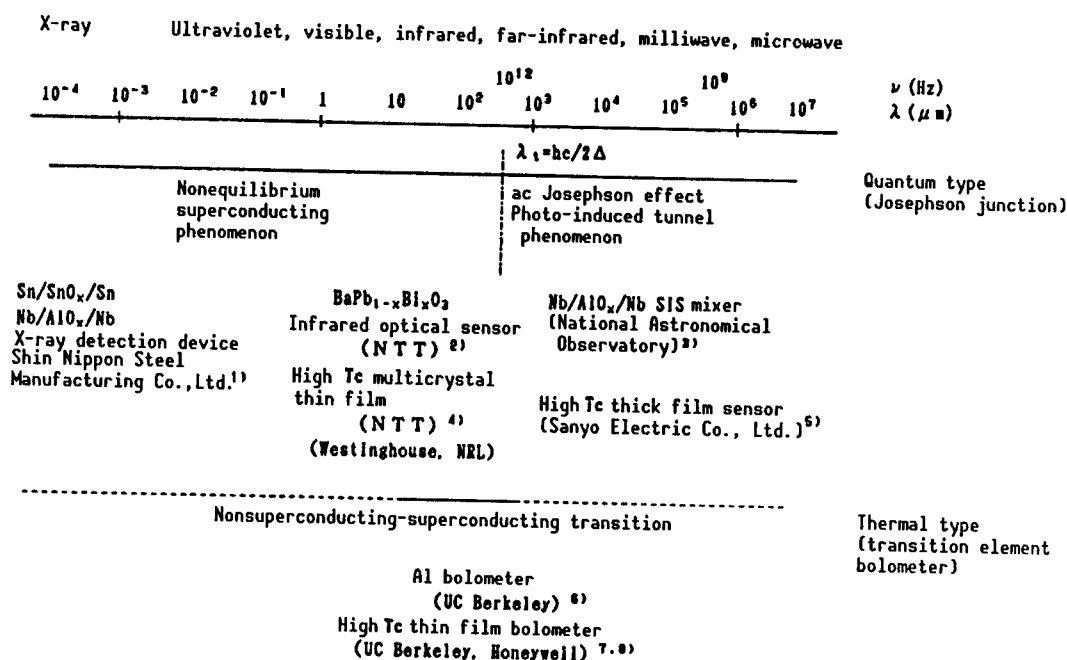 X-ray Ultraviolet, visible, infrared, far-infrared, milliwave, microwave
10¹² 10⁹ ν (Hz)
10⁻⁴ 10⁻³ 10⁻² 10⁻¹ 1 10 10² 10³ 10⁴ 10⁵ 10⁶ 10⁷ λ (μm)
λ₁=hc/2Δ
Nonequilibrium
superconducting
phenomenon
ac Josephson effect
Photo-induced tunnel
phenomenon
Quantum type
(Josephson junction)
Sn/SnOₓ/Sn
Nb/AlOₓ/Nb
X-ray detection device
Shin Nippon Steel
Manufacturing Co.,Ltd.¹⁾
BaPb₁₋ₓBiₓO₃
Infrared optical sensor
(NTT) ²⁾
High Tc multicrystal
thin film
(NTT) ⁴⁾
(Westinghouse, NRL)
Nb/AlOₓ/Nb SIS mixer
(National Astronomical
Observatory)³⁾
High Tc thick film sensor
(Sanyo Electric Co., Ltd.)⁵⁾
Nonsuperconducting-superconducting transition
Thermal type
(transition element
bolometer)
Al bolometer
(UC Berkeley) ⁶⁾
High Tc thin film bolometer
(UC Berkeley, Honeywell) ⁷·⁸⁾